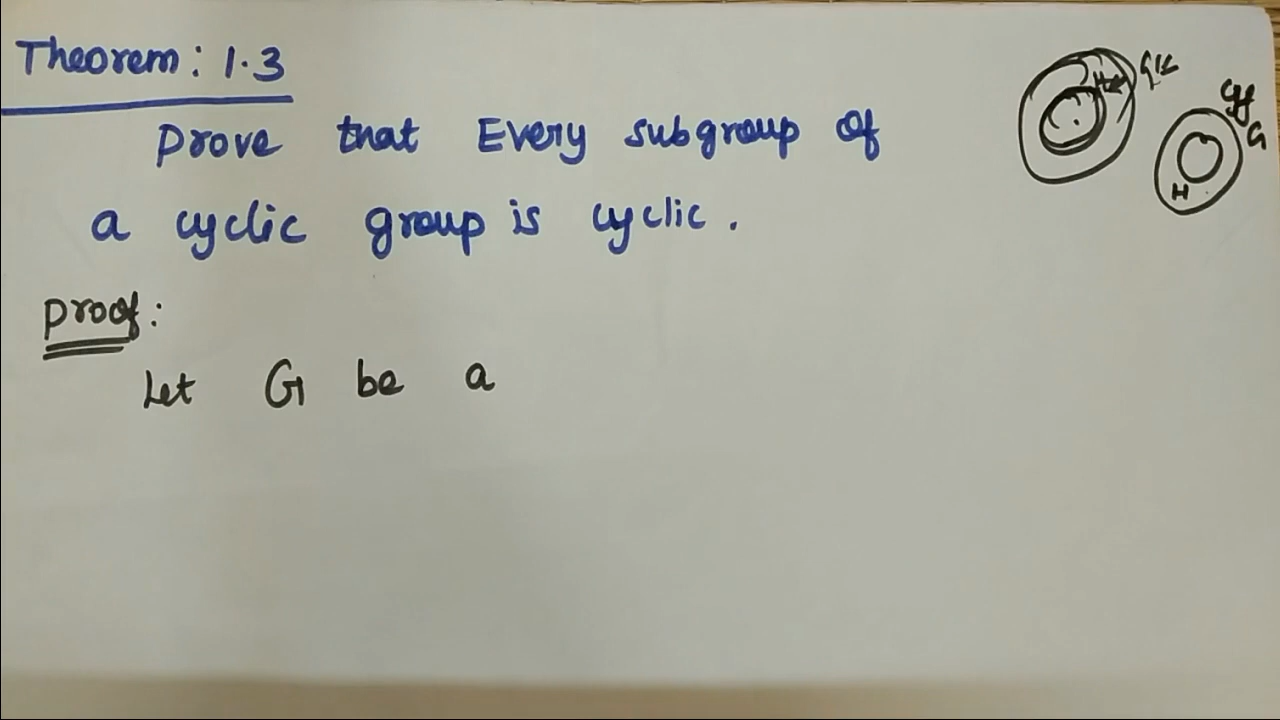 Theorem: 1.3
Prove that Every subgroup of
a cyclic group is cyclic.
Proof:
Let G be a
G
H